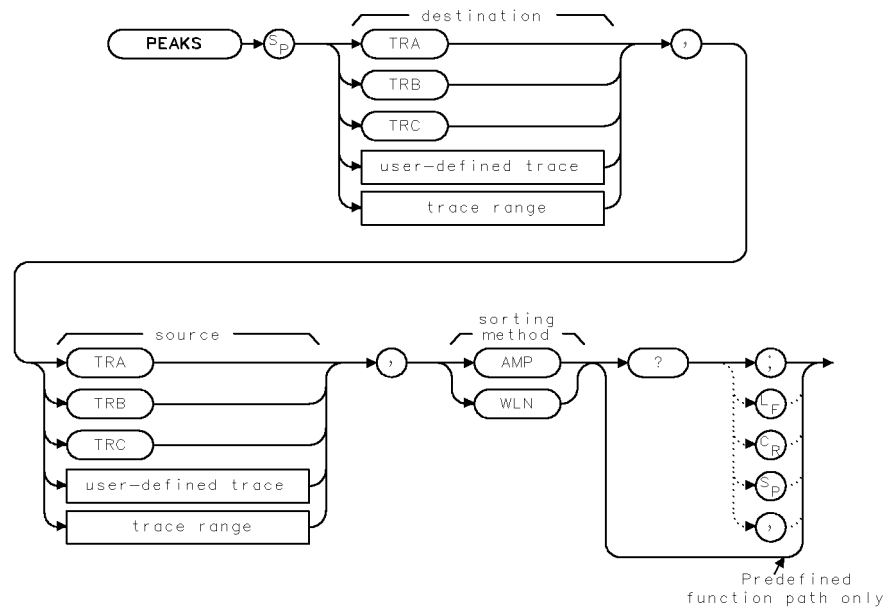 destination
PEAKS SP TRA ,
TRB
TRC
user-defined trace
trace range
source
sorting
method
TRA , AMP ? ;
TRB WLN LF
TRC CR
user-defined trace SP
trace range ,
Predefined
function path only